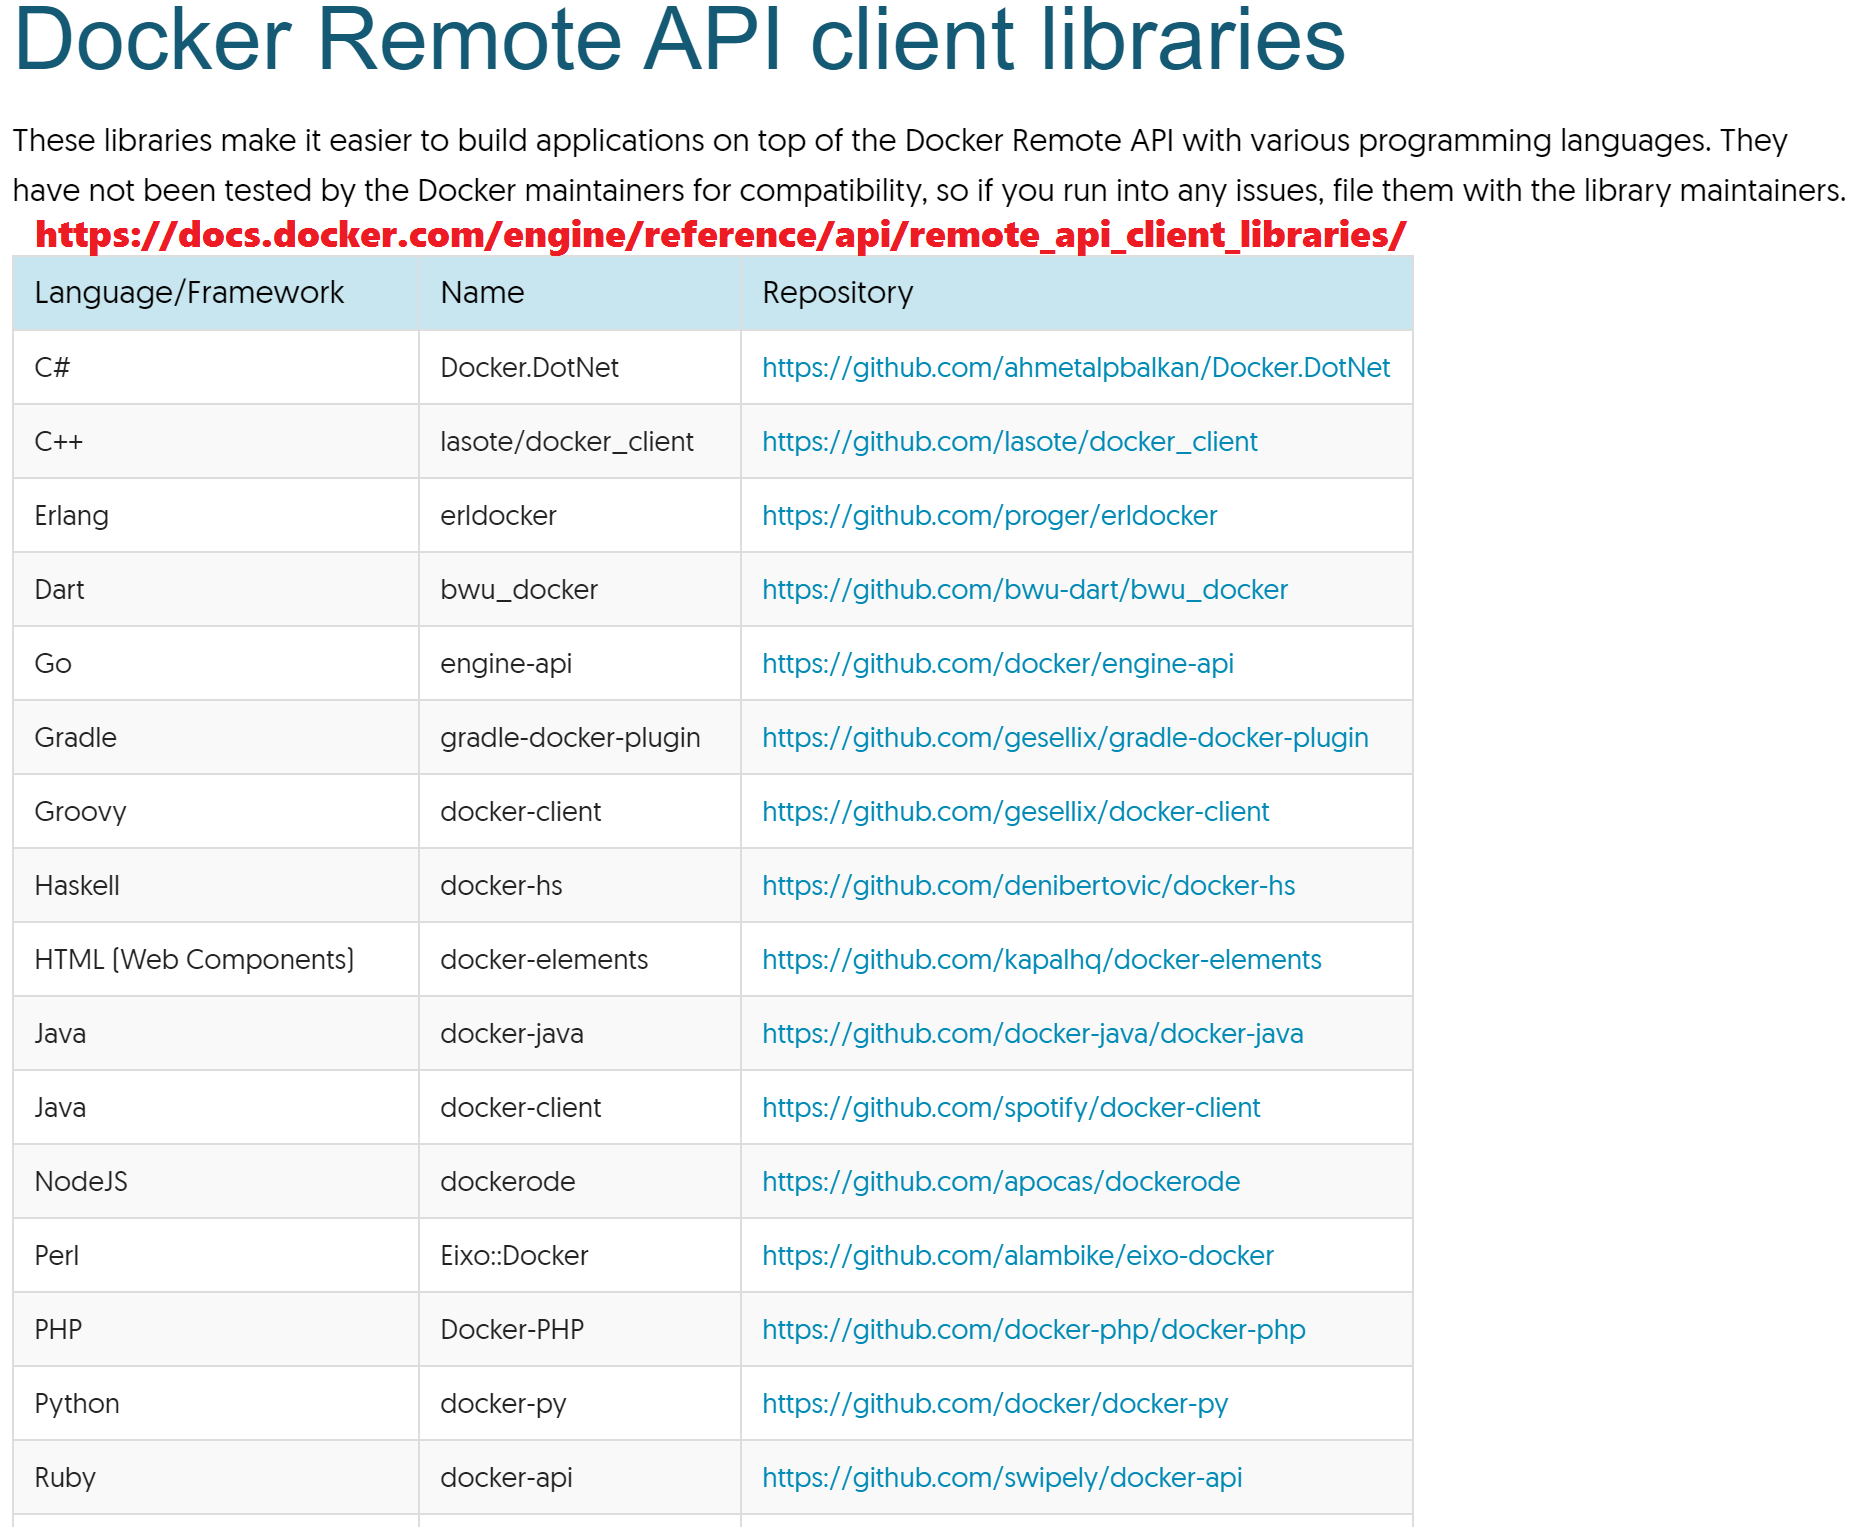 Docker Remote API client libraries
These libraries make it easier to build applications on top of the Docker Remote API with various programming languages. They
have not been tested by the Docker maintainers for compatibility, so if you run into any issues, file them with the library maintainers.
https://docs.docker.com/engine/reference/api/remote_api_client_libraries/
Language/Framework Name Repository
C# Docker.DotNet https://github.com/ahmetalpbalkan/Docker.DotNet
C++ lasote/docker_client https://github.com/lasote/docker_client
Erlang erldocker https://github.com/proger/erldocker
Dart bwu_docker https://github.com/bwu-dart/bwu_docker
Go engine-api https://github.com/docker/engine-api
Gradle gradle-docker-plugin https://github.com/gesellix/gradle-docker-plugin
Groovy docker-client https://github.com/gesellix/docker-client
Haskell docker-hs https://github.com/denibertovic/docker-hs
HTML (Web Components) docker-elements https://github.com/kapalhq/docker-elements
Java docker-java https://github.com/docker-java/docker-java
Java docker-client https://github.com/spotify/docker-client
NodeJS dockerode https://github.com/apocas/dockerode
Perl Eixo::Docker https://github.com/alambike/eixo-docker
PHP Docker-PHP https://github.com/docker-php/docker-php
Python docker-py https://github.com/docker/docker-py
Ruby docker-api https://github.com/swipely/docker-api